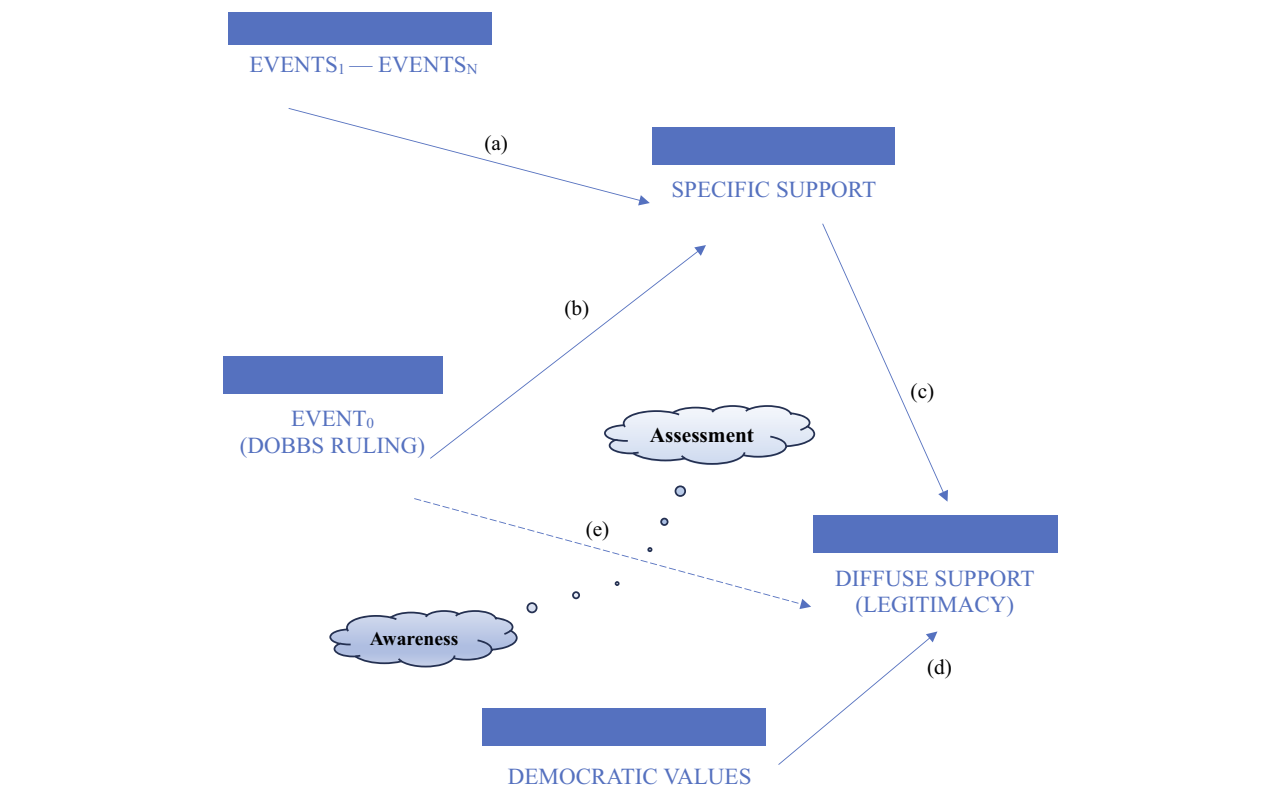 EVENTS₁ — EVENTSN
(a)
SPECIFIC SUPPORT
(b)
EVENT₀
(DOBBS RULING)
(c)
Assessment
(e)
DIFFUSE SUPPORT
(LEGITIMACY)
Awareness
(d)
DEMOCRATIC VALUES